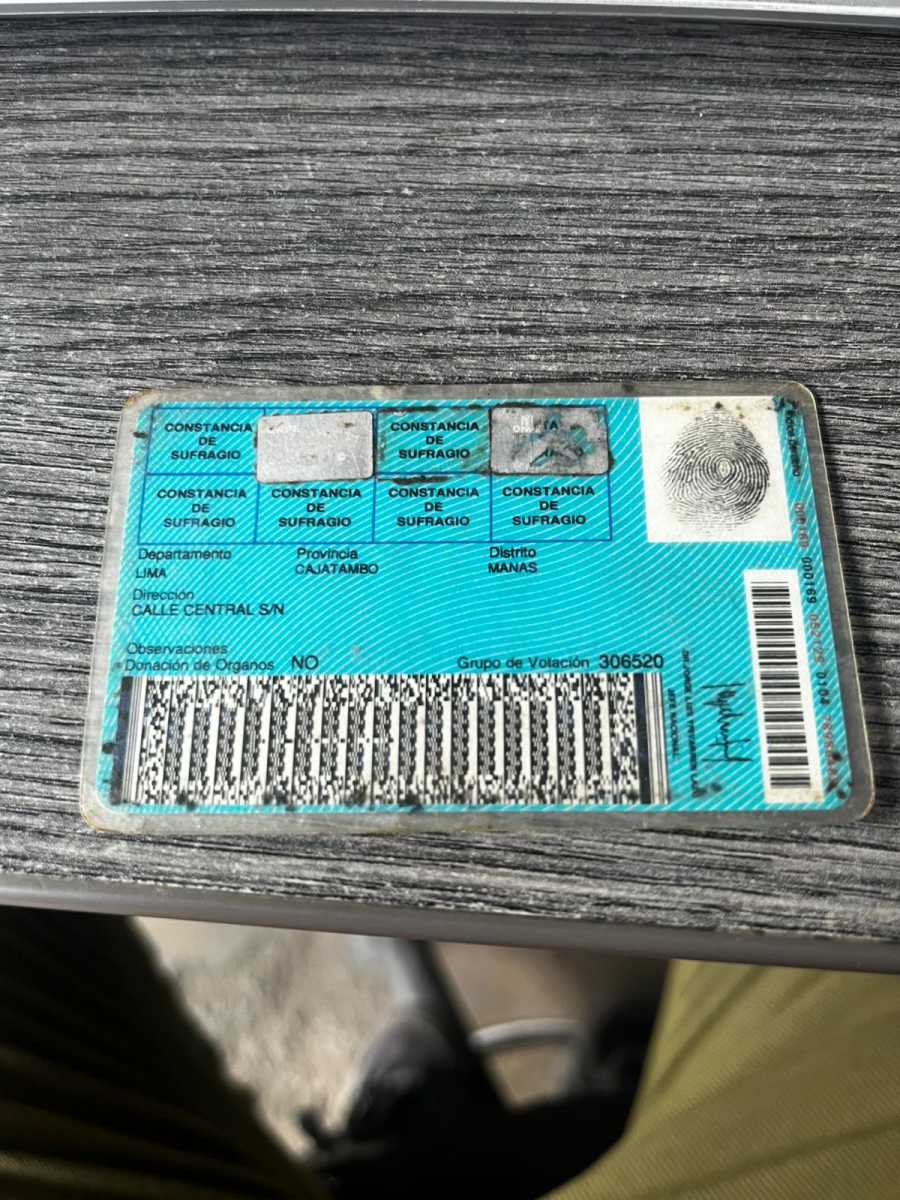 CONSTANCIA
DE
SUFRAGIO
CONSTANCIA
DE
SUFRAGIO
CONSTANCIA
DE
SUFRAGIO
CONSTANCIA
DE
SUFRAGIO
CONSTANCIA
DE
SUFRAGIO
CONSTANCIA
DE
SUFRAGIO
Departamento Provincia Distrito
LIMA CAJATAMBO MANAS
Dirección
CALLE CENTRAL S/N
Observaciones
Donación de Organos NO Grupo de Votación 306520